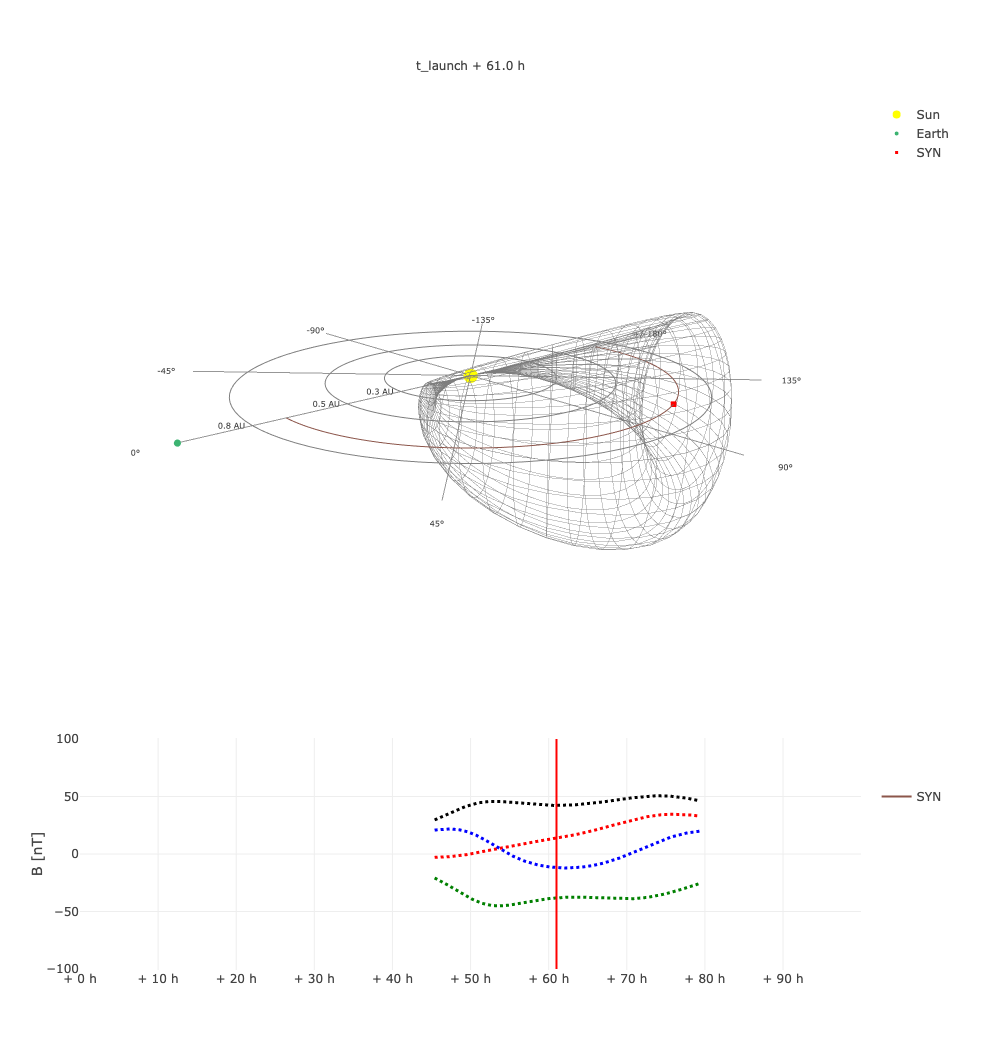 t_launch + 61.0 h
Sun
Earth
SYN
-135°
-90°
+/-180°
-45°
135°
0.3 AU
0.5 AU
0.8 AU
0°
90°
45°
100
50
0
−50
−100
B [nT]
SYN
+ 0 h
+ 10 h
+ 20 h
+ 30 h
+ 40 h
+ 50 h
+ 60 h
+ 70 h
+ 80 h
+ 90 h